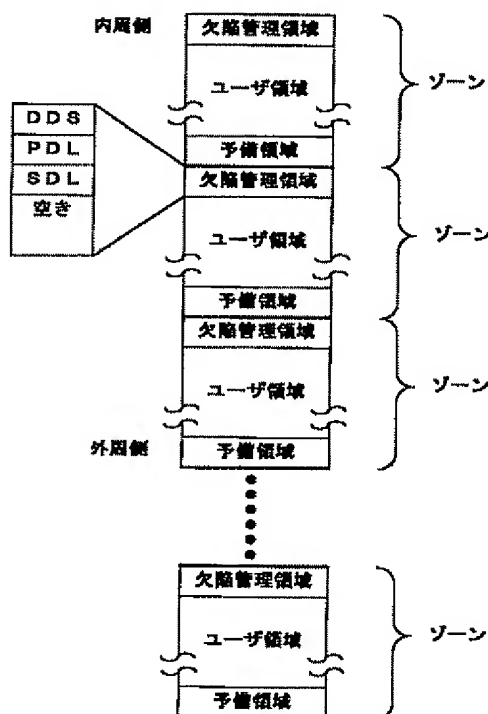 内周側
欠陥管理領域
ユーザ領域
ゾーン
予備領域
DDS
PDL
SDL
空き
欠陥管理領域
ユーザ領域
ゾーン
予備領域
欠陥管理領域
ユーザ領域
ゾーン
外周側
予備領域
欠陥管理領域
ユーザ領域
ゾーン
予備領域